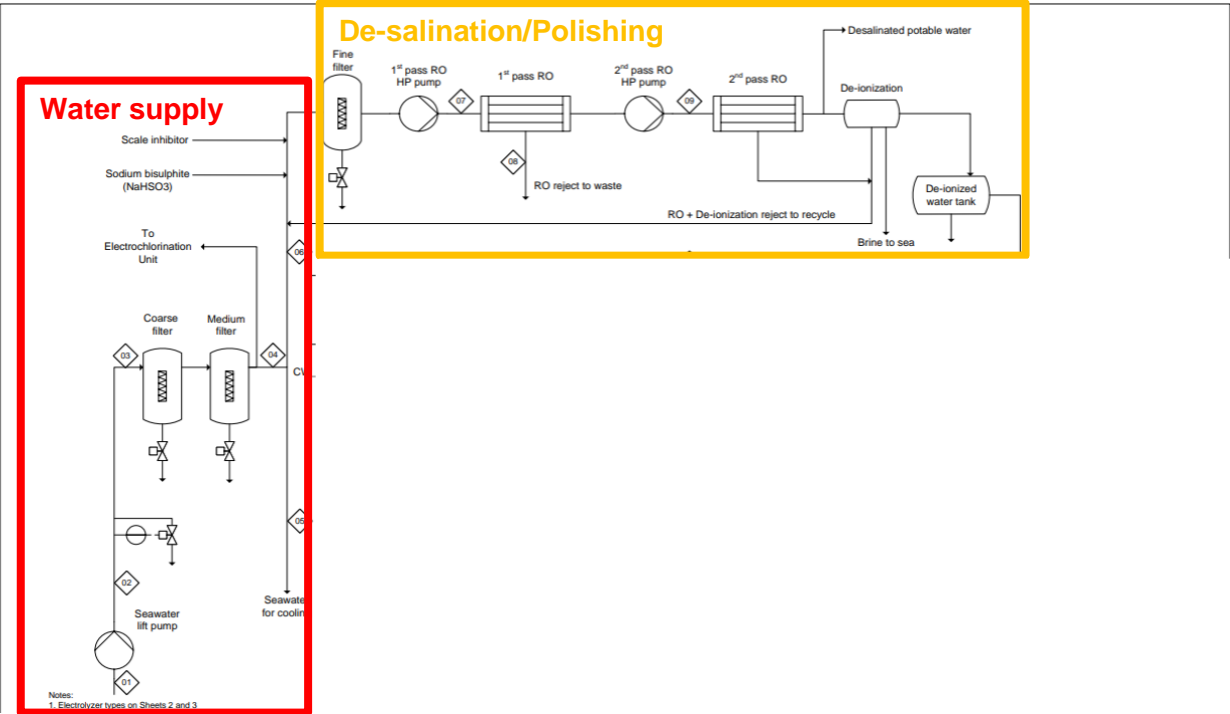 De-salination/Polishing
Desalinated potable water
Fine
filter
1st pass RO
HP pump
1st pass RO
2nd pass RO
HP pump
2nd pass RO
De-ionization
07
09
08
RO reject to waste
De-ionized
water tank
RO + De-ionization reject to recycle
Brine to sea
Water supply
Scale inhibitor
Sodium bisulphite
(NaHSO3)
To
Electrochlorination
Unit
06
Coarse
filter
Medium
filter
03
04
CW
05
02
Seawater
lift pump
Seawate
for coolin
01
Notes:
1. Electrolyzer types on Sheets 2 and 3